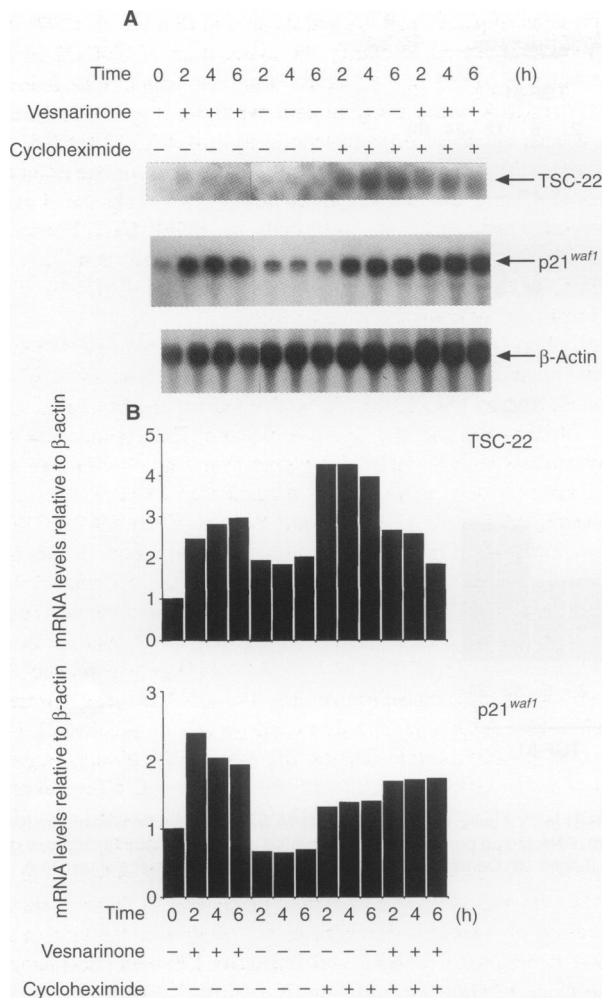 A
Time 0 2 4 6 2 4 6 2 4 6 2 4 6 (h)
Vesnarinone − + + + − − − − − − + + +
Cycloheximide − − − − − − − + + + + + +
TSC-22
p21waf1
β-Actin
B
TSC-22
mRNA levels relative to β-actin
5
4
3
2
1
0
p21waf1
mRNA levels relative to β-actin
3
2
1
0
Time 0 2 4 6 2 4 6 2 4 6 2 4 6 (h)
Vesnarinone − + + + − − − − − − + + +
Cycloheximide − − − − − − − + + + + + +